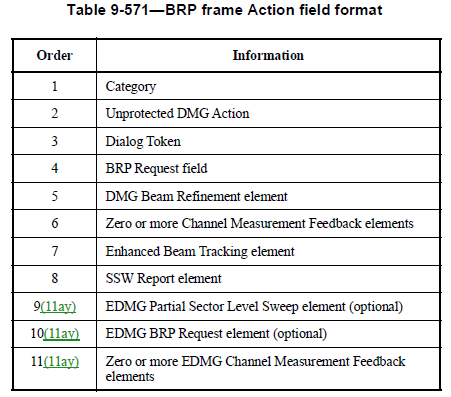 Table 9-571—BRP frame Action field format
Order Information
1 Category
2 Unprotected DMG Action
3 Dialog Token
4 BRP Request field
5 DMG Beam Refinement element
6 Zero or more Channel Measurement Feedback elements
7 Enhanced Beam Tracking element
8 SSW Report element
9(11ay) EDMG Partial Sector Level Sweep element (optional)
10(11ay) EDMG BRP Request element (optional)
11(11ay) Zero or more EDMG Channel Measurement Feedback
elements